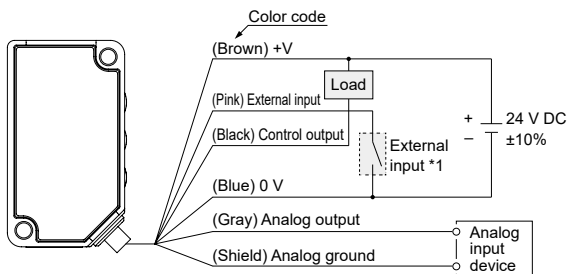 Color code
(Brown) +V
Load
(Pink) External input
+
24 V DC
(Black) Control output
–
±10%
External
input *1
(Blue) 0 V
(Gray) Analog output
Analog
input
device
(Shield) Analog ground